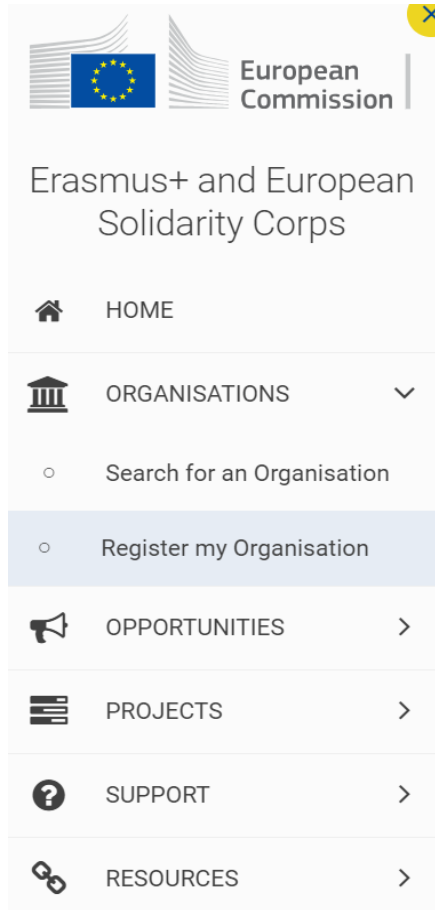 European
Commission
Erasmus+ and European
Solidarity Corps
HOME
ORGANISATIONS
Search for an Organisation
Register my Organisation
OPPORTUNITIES
PROJECTS
SUPPORT
RESOURCES